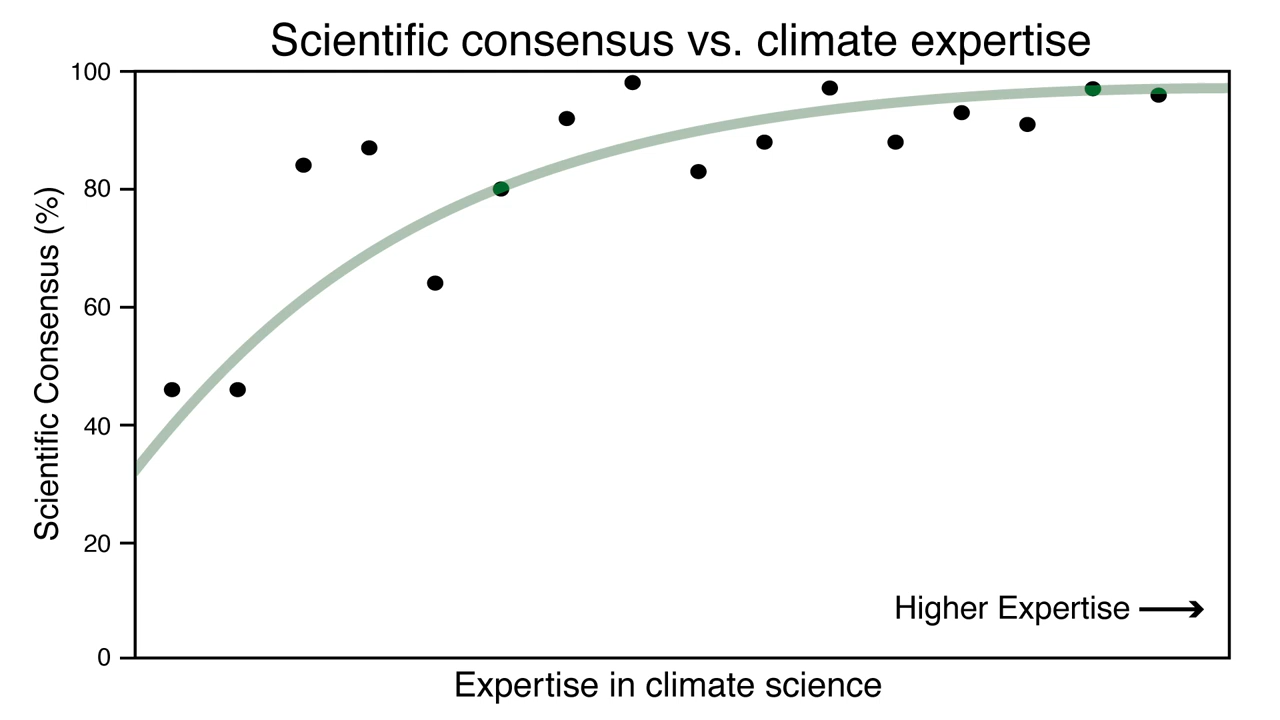 Scientific consensus vs. climate expertise
100
80
60
40
20
0
Scientific Consensus (%)
Higher Expertise
Expertise in climate science